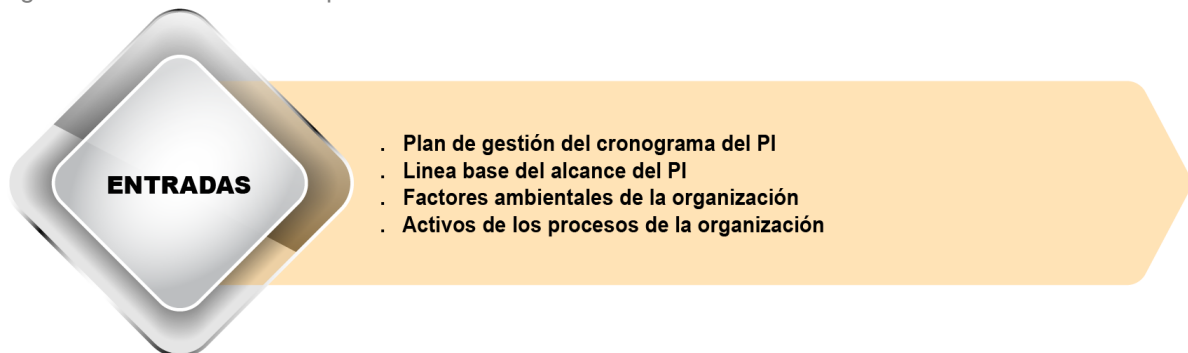 ENTRADAS
. Plan de gestión del cronograma del PI
. Linea base del alcance del PI
. Factores ambientales de la organización
. Activos de los procesos de la organización